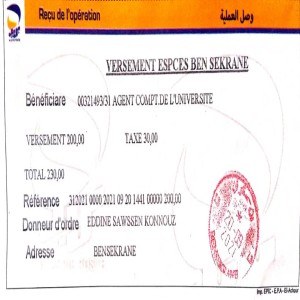 Reçu de l'opération وصل العملية
VERSEMENT ESPCES BEN SEKRANE
Bénéficiare 00321493/31 AGENT COMPT.DE L'UNIVERSITE
VERSEMENT 200,00 TAXE 30,00
TOTAL 230,00
Référence 312021 0000 2021 09 20 1441 00000 200,00
Donneur d'ordre EDDINE SAWSSEN KONNOUZ
Adresse BENSEKRANE
Imp. EPIC - E.P.A - El-Achour